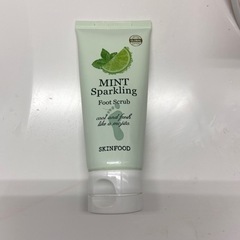 MINT
Sparkling
Foot Scrub
cool and fresh
like a mojito
SKINFOOD